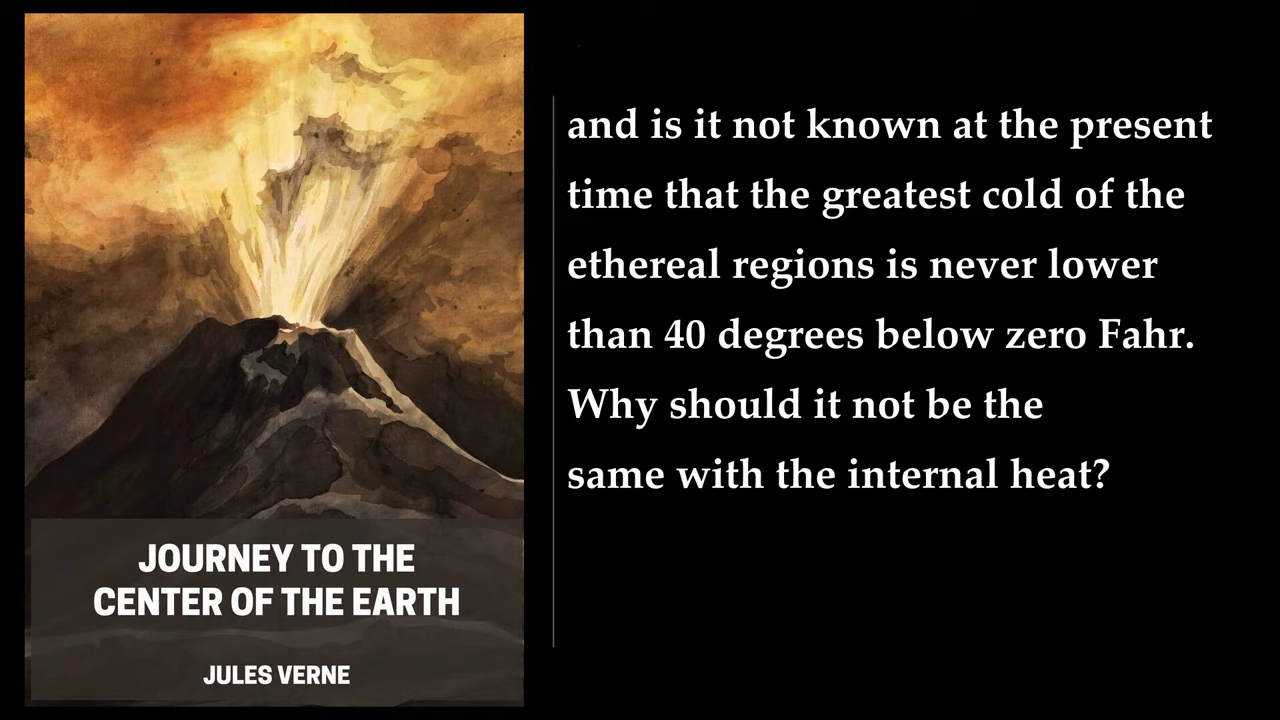 and is it not known at the present
time that the greatest cold of the
ethereal regions is never lower
than 40 degrees below zero Fahr.
Why should it not be the
same with the internal heat?
JOURNEY TO THE
CENTER OF THE EARTH
JULES VERNE